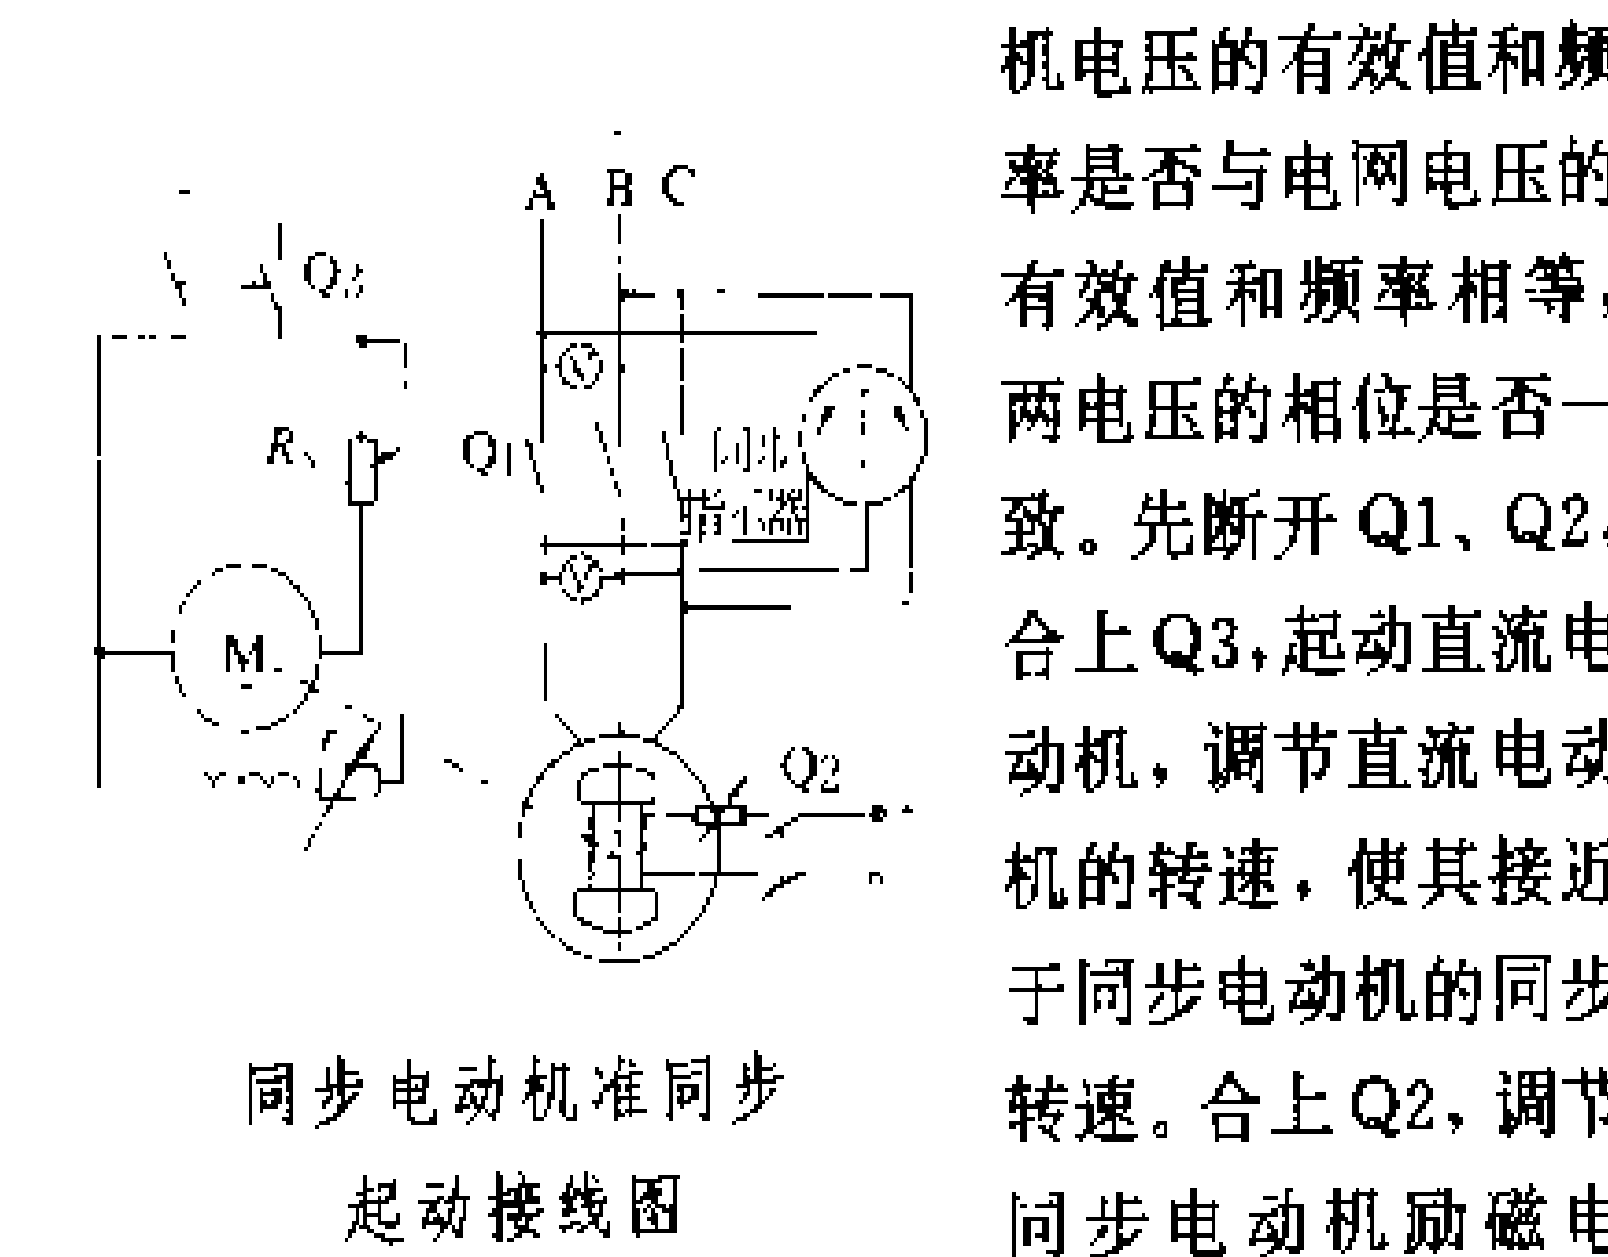 A B C
Q3
V
R
Q1
同步
指示器
V
M
Q2
同步电动机准同步
起动接线图
机电压的有效值和频
率是否与电网电压的
有效值和频率相等,
两电压的相位是否一
致。先断开Q1、Q2,
合上Q3,起动直流电
动机,调节直流电动
机的转速,使其接近
于同步电动机的同步
转速。合上Q2,调节
同步电动机励磁电